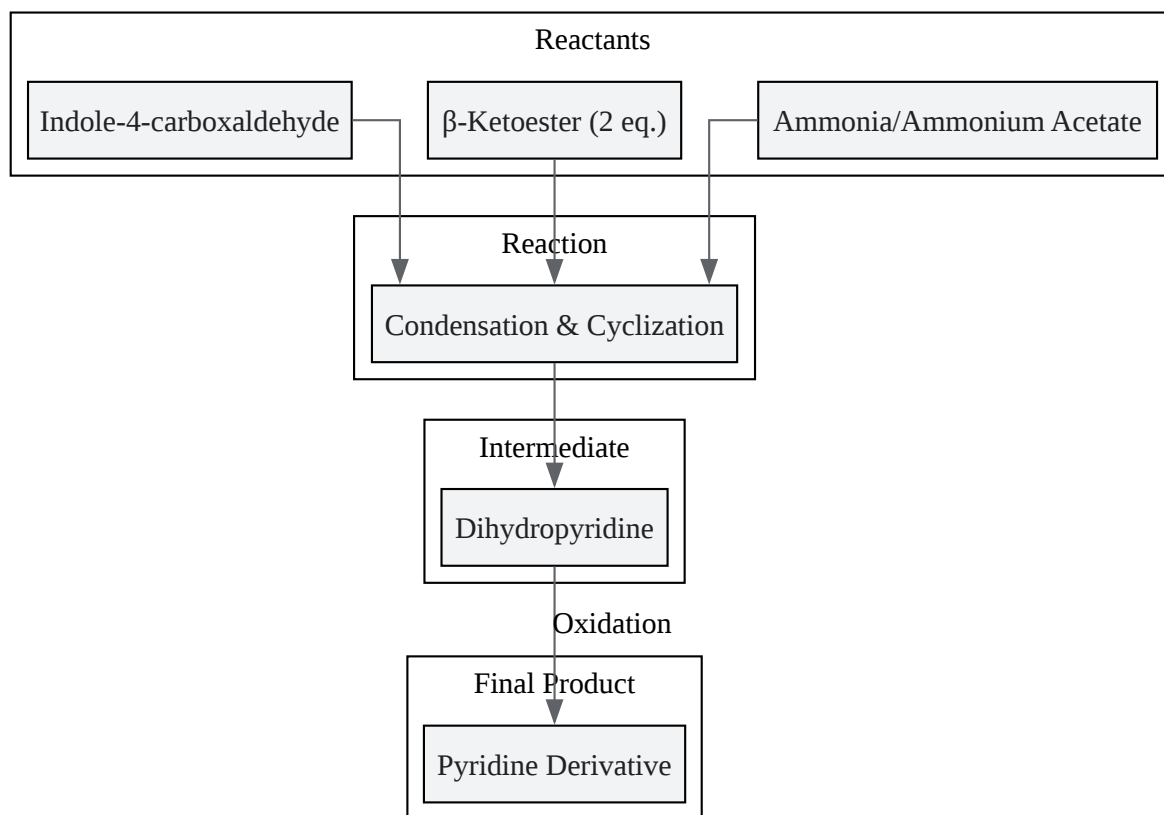 Reactants
Indole-4-carboxaldehyde
β-Ketoester (2 eq.)
Ammonia/Ammonium Acetate
Reaction
Condensation & Cyclization
Intermediate
Dihydropyridine
Oxidation
Final Product
Pyridine Derivative